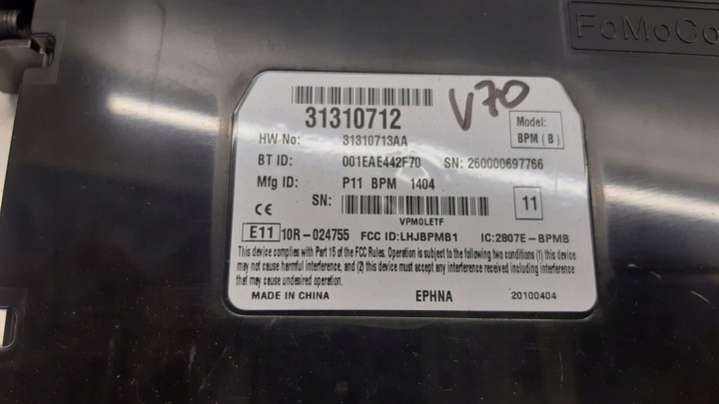 FoMoCo
31310712
V70
Model:
BPM (B)
HW No: 31310713AA
BT ID: 001EAE442F70 SN: 260000697766
Mfg ID: P11 BPM 1404
SN:
VPM0LETF
11
CE
E11 10R-024755 FCC ID:LHJBPMB1 IC:2807E-BPMB
This device complies with Part 15 of the FCC Rules. Operation is subject to the following two conditions (1) this device
may not cause harmful interference, and (2) this device must accept any interference received including interference
that may cause undesired operation.
MADE IN CHINA EPHNA 20100404